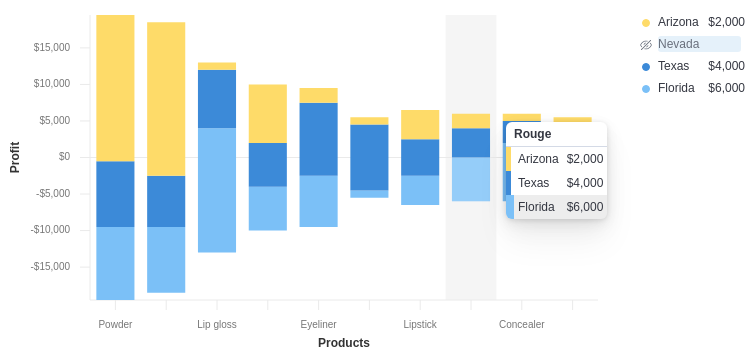 Arizona $2,000
Nevada
Texas $4,000
Florida $6,000
$15,000
$10,000
$5,000
$0
-$5,000
-$10,000
-$15,000
Profit
Rouge
Arizona $2,000
Texas $4,000
Florida $6,000
Powder Lip gloss Eyeliner Lipstick Concealer
Products